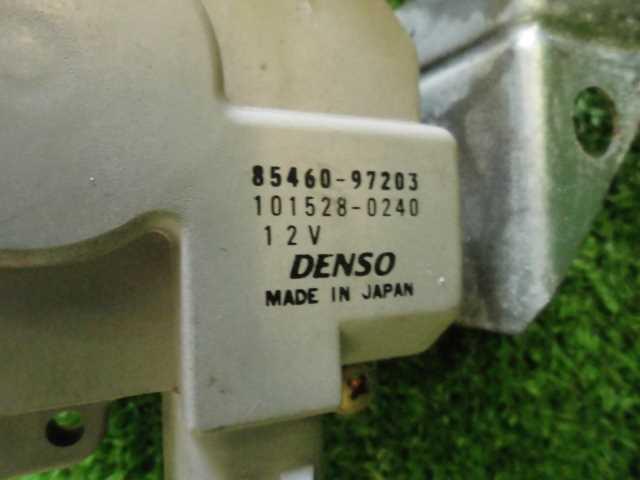 85460-97203
101528-0240
12V
DENSO
MADE IN JAPAN